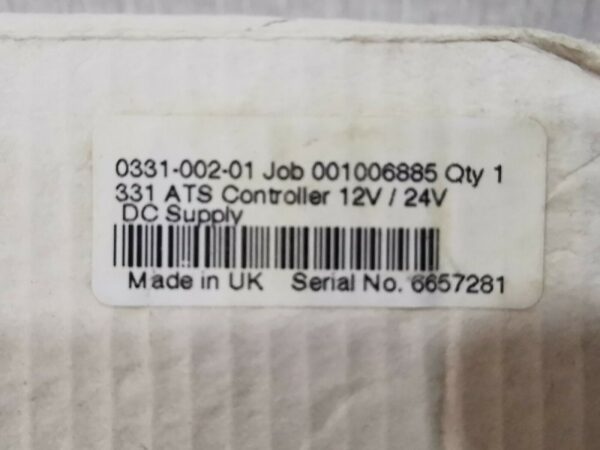 0331-002-01 Job 001006885 Qty 1
331 ATS Controller 12V / 24V
DC Supply
Made in UK Serial No. 6657281